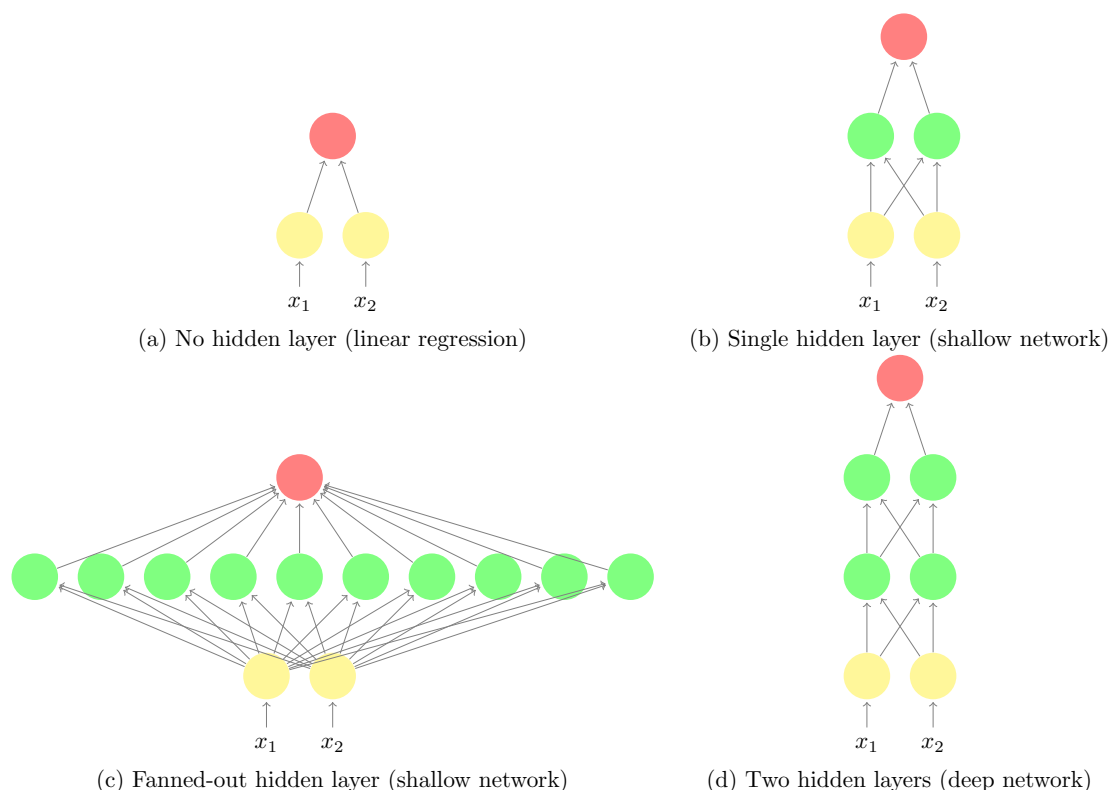 x₁ x₂
(a) No hidden layer (linear regression)
x₁ x₂
(b) Single hidden layer (shallow network)
x₁ x₂
(c) Fanned-out hidden layer (shallow network)
x₁ x₂
(d) Two hidden layers (deep network)